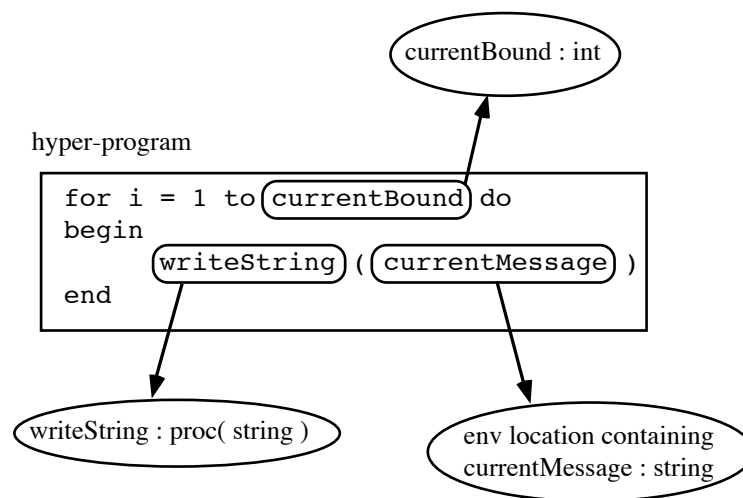 currentBound : int
hyper-program
for i = 1 to currentBound do
begin
writeString ( currentMessage )
end
writeString : proc( string )
env location containing
currentMessage : string